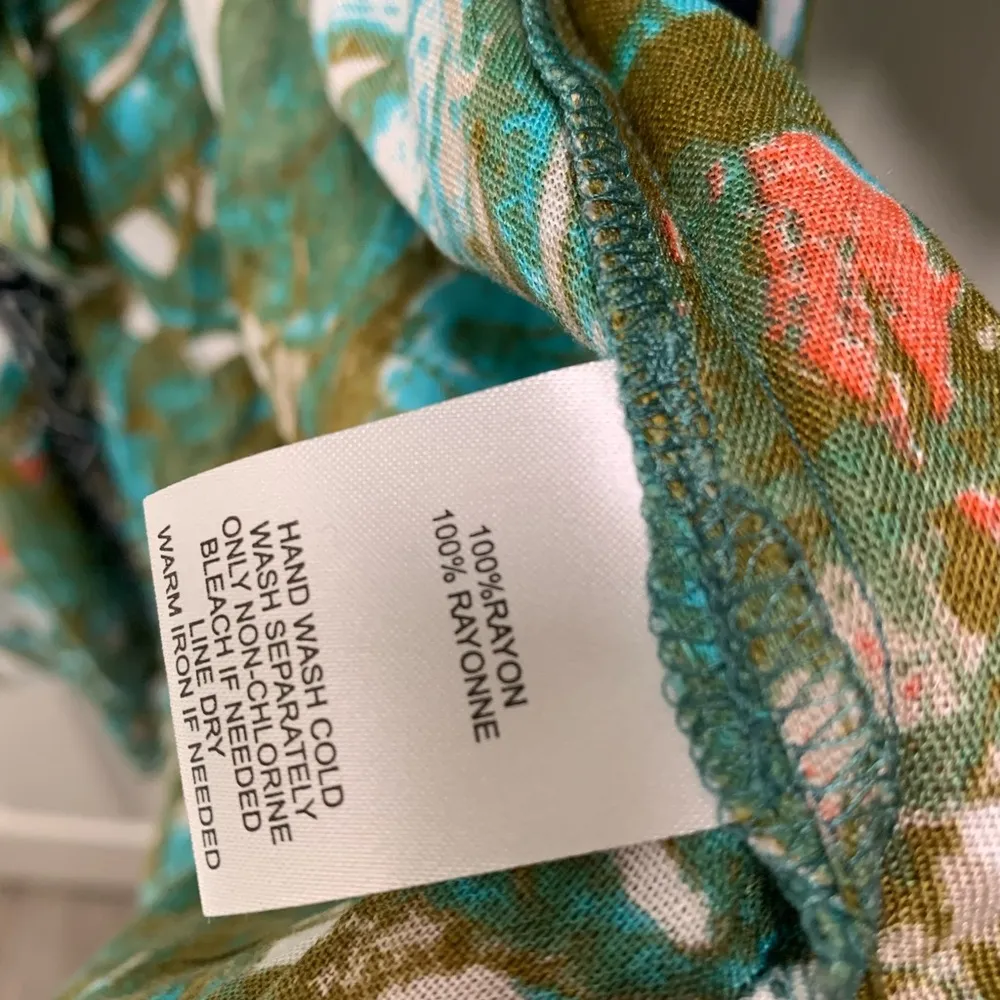 100%RAYON
100% RAYONNE
HAND WASH COLD
WASH SEPARATELY
ONLY NON-CHLORINE
BLEACH IF NEEDED
LINE DRY
WARM IRON IF NEEDED